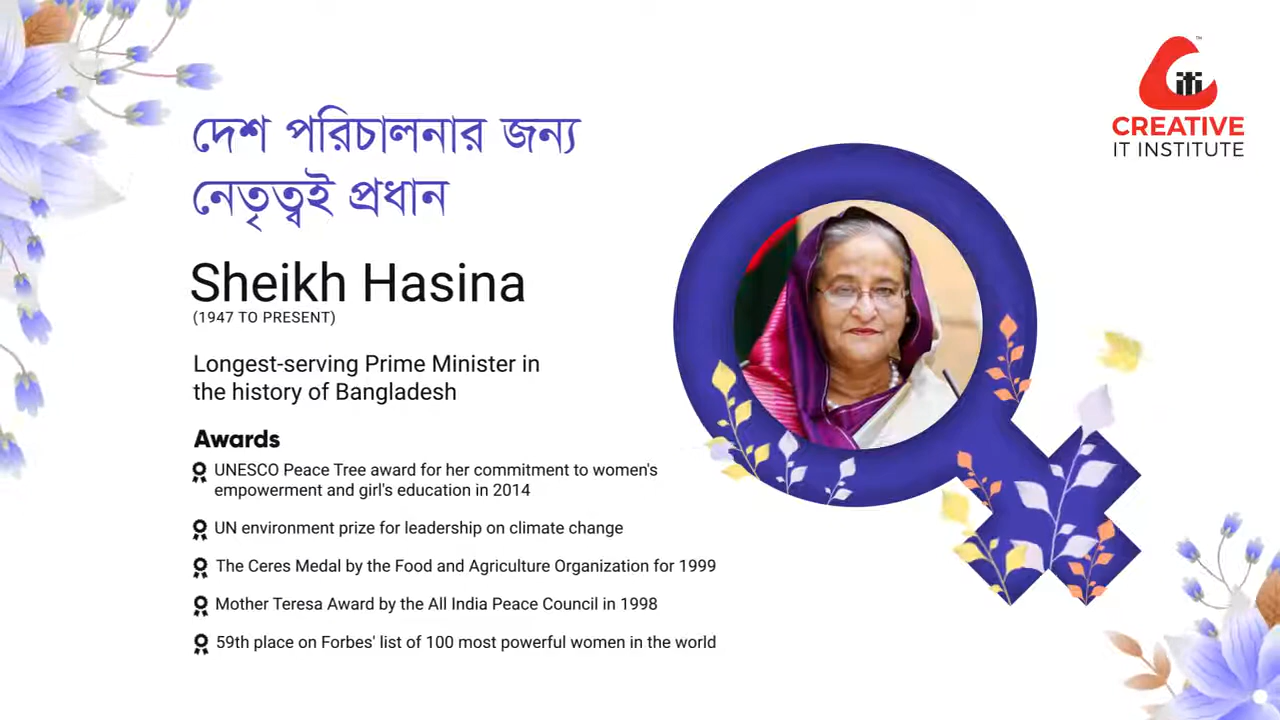 দেশ পরিচালনার জন্য
নেতৃত্বই প্রধান
Sheikh Hasina
(1947 TO PRESENT)
Longest-serving Prime Minister in
the history of Bangladesh
Awards
UNESCO Peace Tree award for her commitment to women's
empowerment and girl's education in 2014
UN environment prize for leadership on climate change
The Ceres Medal by the Food and Agriculture Organization for 1999
Mother Teresa Award by the All India Peace Council in 1998
59th place on Forbes' list of 100 most powerful women in the world
citi
™
CREATIVE
IT INSTITUTE